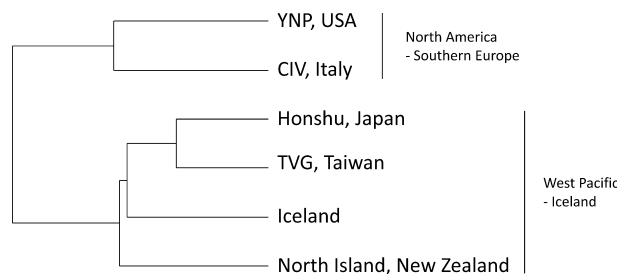 YNP, USA
CIV, Italy
North America
- Southern Europe
Honshu, Japan
TVG, Taiwan
Iceland
North Island, New Zealand
West Pacific
- Iceland